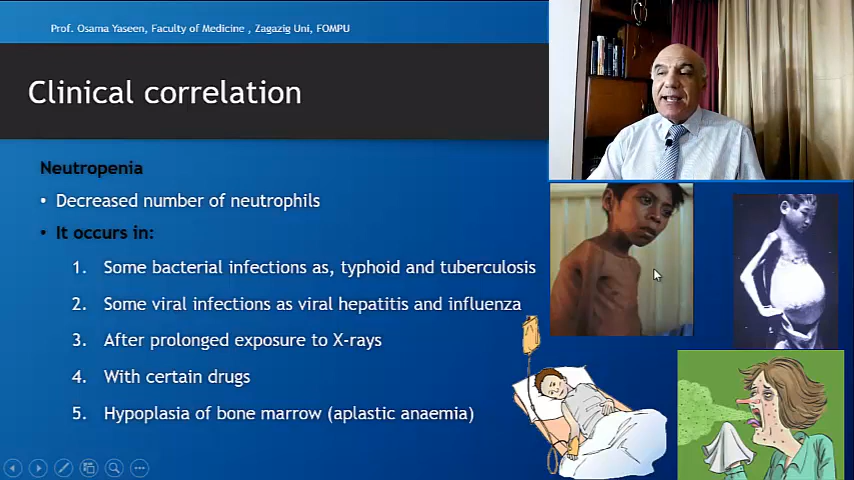 Prof. Osama Yaseen, Faculty of Medicine , Zagazig Uni, FOMPU
Clinical correlation
Neutropenia
• Decreased number of neutrophils
• It occurs in:
1. Some bacterial infections as, typhoid and tuberculosis
2. Some viral infections as viral hepatitis and influenza
3. After prolonged exposure to X-rays
4. With certain drugs
5. Hypoplasia of bone marrow (aplastic anaemia)